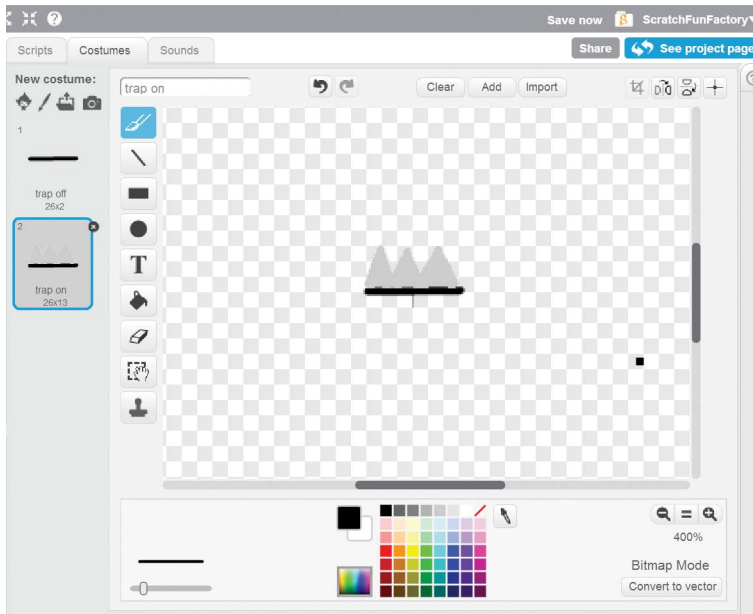 Save now ScratchFunFactory
Scripts Costumes Sounds Share See project page
New costume:
trap on Clear Add Import
1
trap off
26x2
2
trap on
26x13
T
400%
Bitmap Mode
Convert to vector